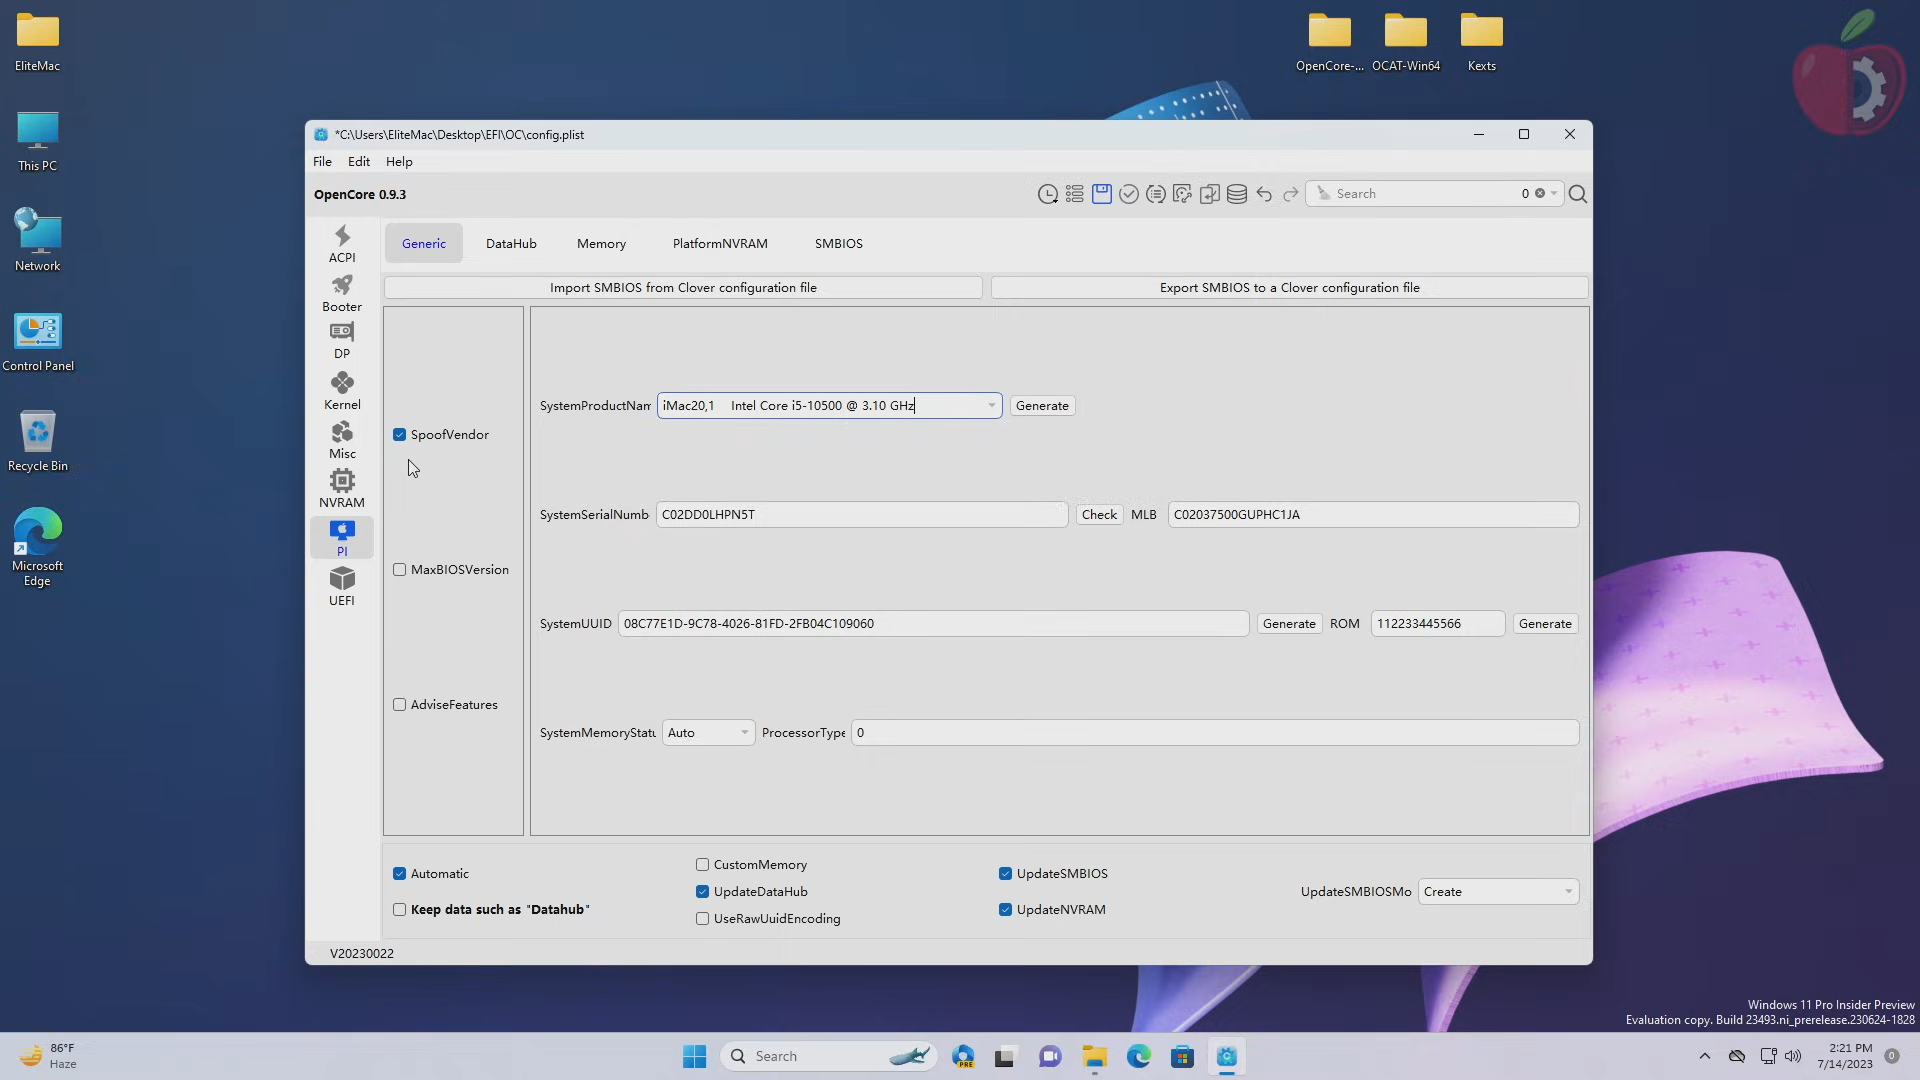 EliteMac
This PC
Network
Control Panel
Recycle Bin
Microsoft
Edge
OpenCore-...
OCAT-Win64
Kexts
*C:\Users\EliteMac\Desktop\EFI\OC\config.plist
File Edit Help
OpenCore 0.9.3
Search 0
ACPI
Booter
DP
Kernel
Misc
NVRAM
PI
UEFI
Generic DataHub Memory PlatformNVRAM SMBIOS
Import SMBIOS from Clover configuration file
Export SMBIOS to a Clover configuration file
SpoofVendor
MaxBIOSVersion
AdviseFeatures
SystemProductNam iMac20,1 Intel Core i5-10500 @ 3.10 GHz Generate
SystemSerialNumb C02DD0LHPN5T Check MLB C02037500GUPHC1JA
SystemUUID 08C77E1D-9C78-4026-81FD-2FB04C109060 Generate ROM 112233445566 Generate
SystemMemoryStatu Auto ProcessorType 0
Automatic
Keep data such as "Datahub"
CustomMemory
UpdateDataHub
UseRawUuidEncoding
UpdateSMBIOS
UpdateNVRAM
UpdateSMBIOSMo Create
V20230022
Windows 11 Pro Insider Preview
Evaluation copy. Build 23493.ni_prerelease.230624-1828
86°F
Haze
Search
PRE
2:21 PM
7/14/2023
0